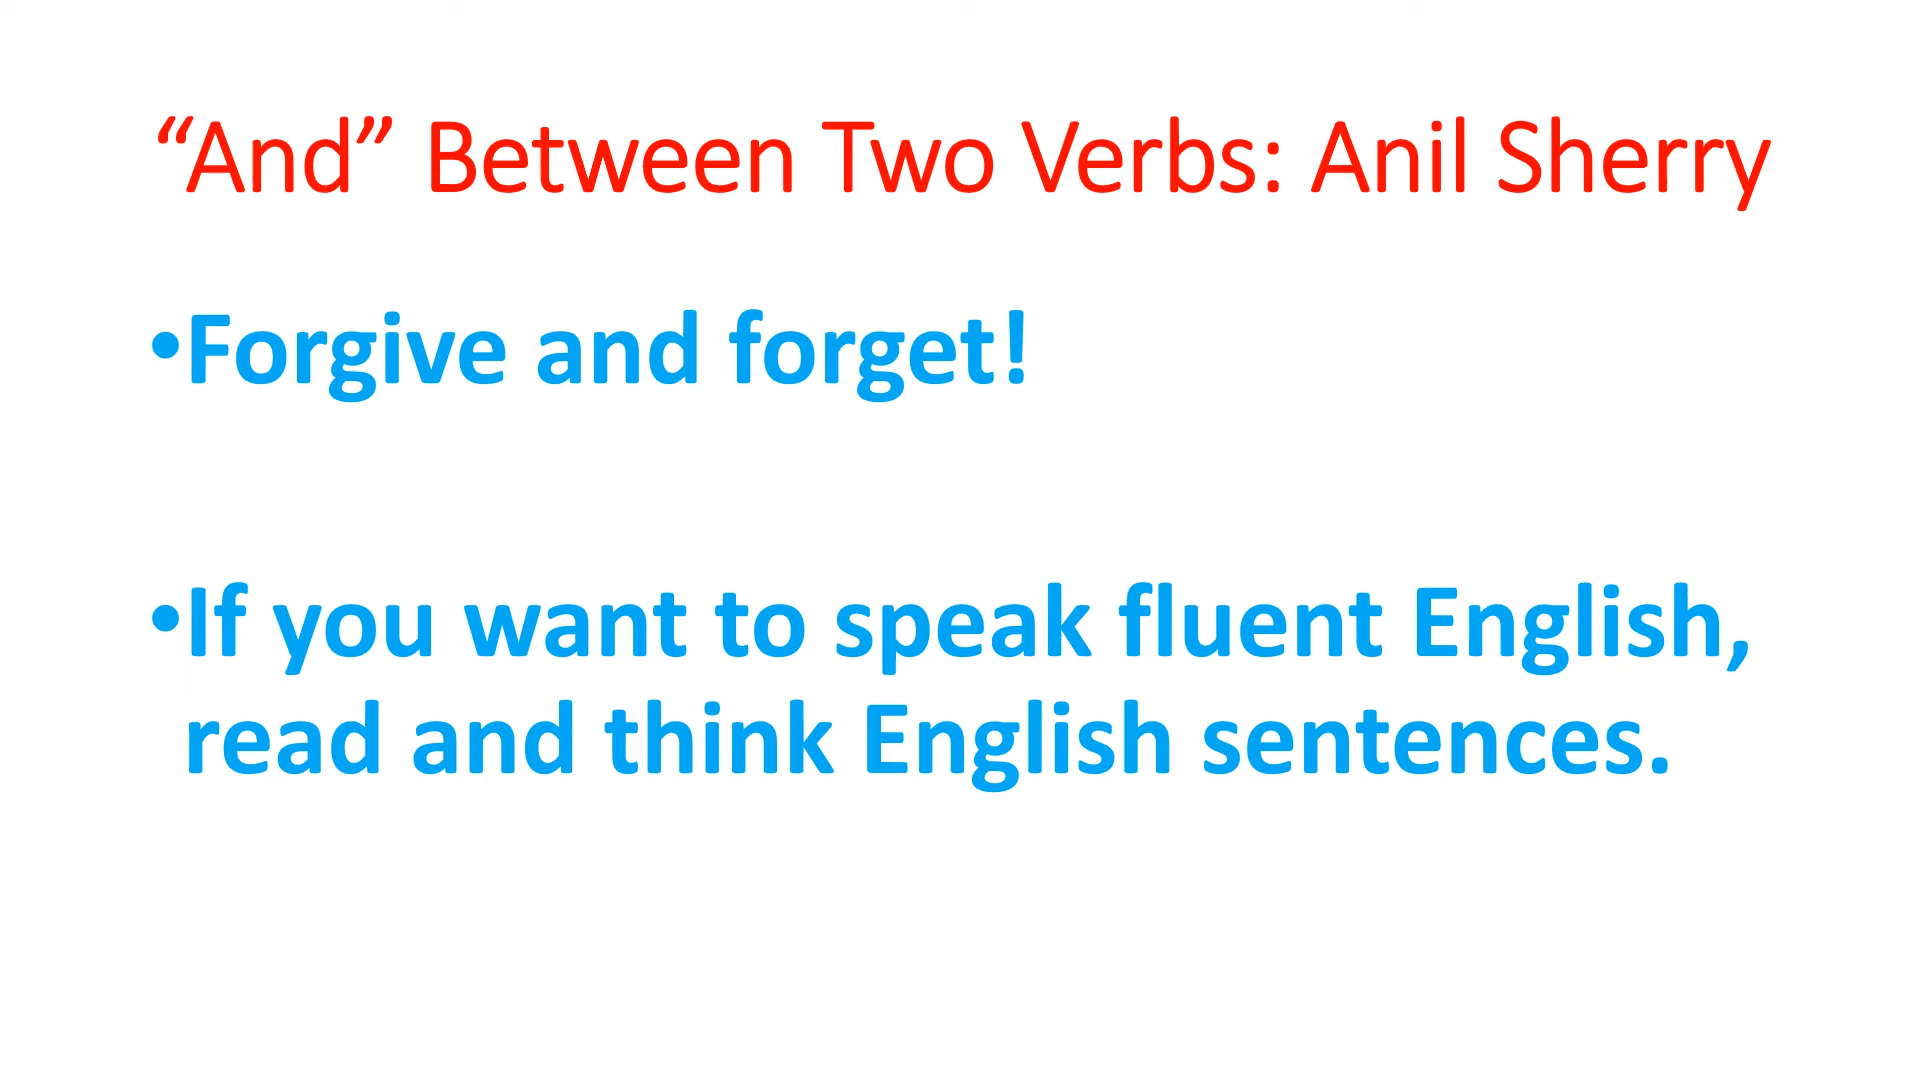 “And” Between Two Verbs: Anil Sherry
•Forgive and forget!
•If you want to speak fluent English,
read and think English sentences.